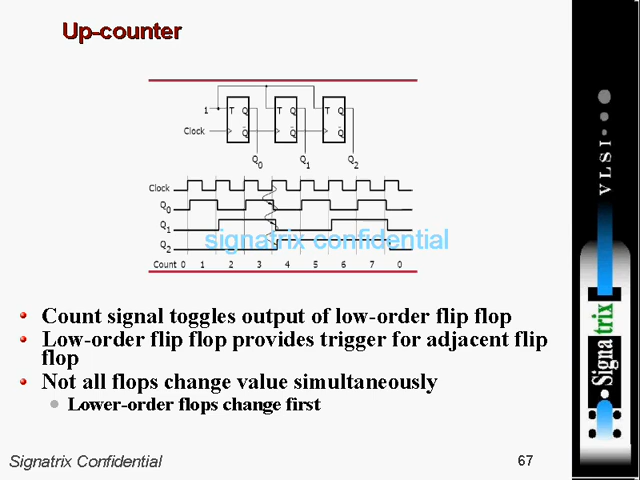 Up-counter
1 T Q T Q T Q
Clock Q Q Q
Q0 Q1 Q2
Clock
Q0
Q1
signatrix confidential
Q2
Count 0 1 2 3 4 5 6 7 0
Count signal toggles output of low-order flip flop
Low-order flip flop provides trigger for adjacent flip
flop
Not all flops change value simultaneously
Lower-order flops change first
Signatrix Confidential
67
VLSI
Signatrix